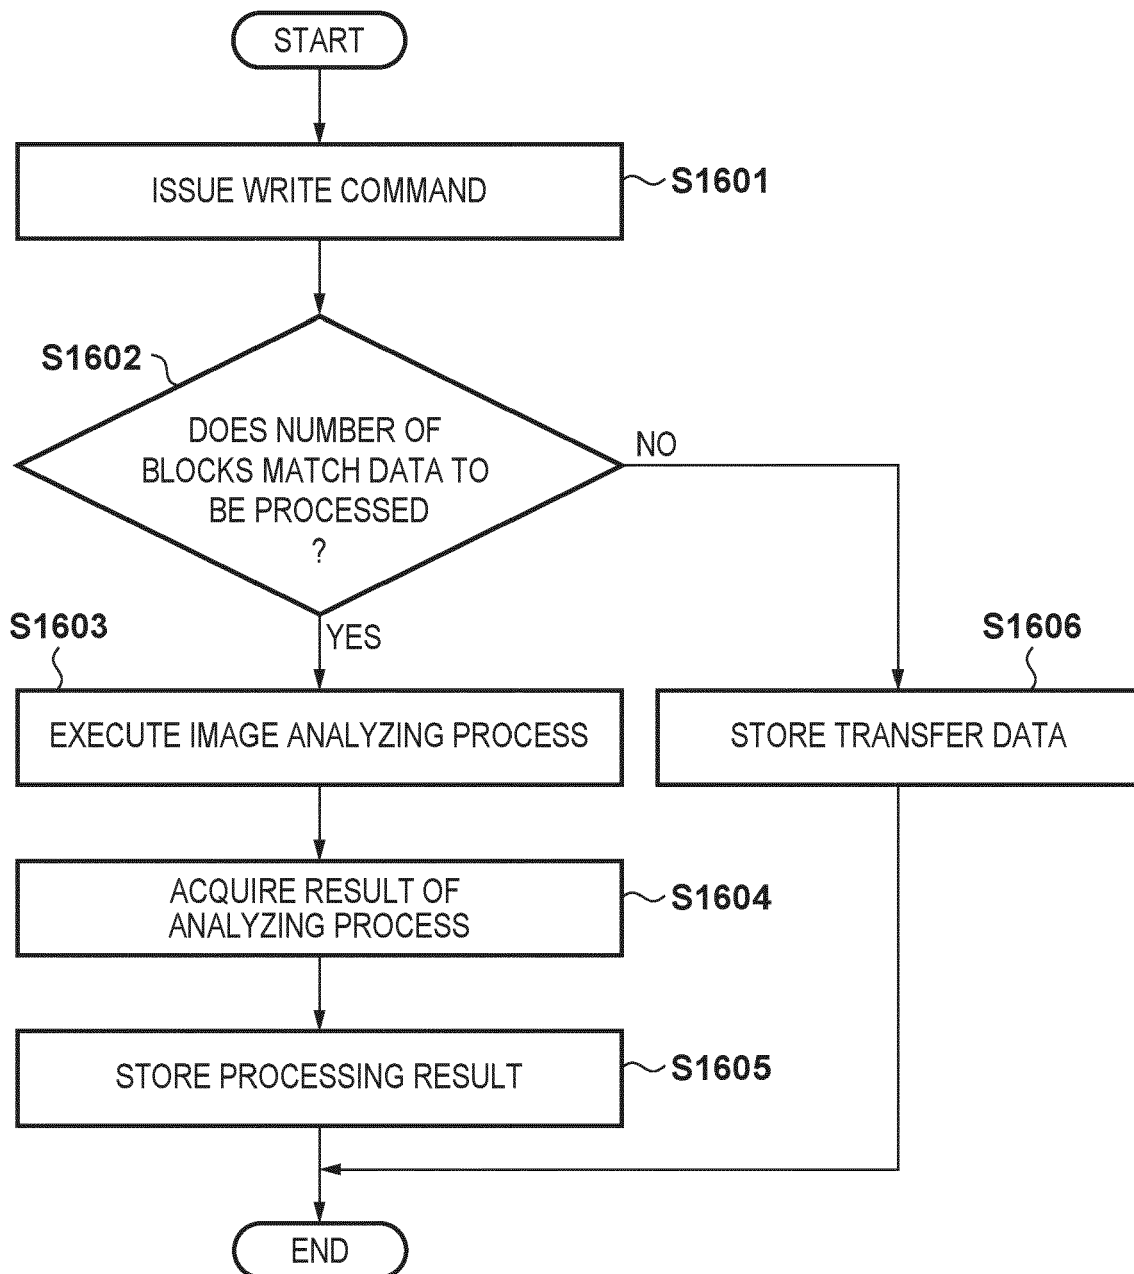 START
ISSUE WRITE COMMAND
S1601
S1602
DOES NUMBER OF
BLOCKS MATCH DATA TO
BE PROCESSED
?
NO
YES
S1603
EXECUTE IMAGE ANALYZING PROCESS
S1606
STORE TRANSFER DATA
ACQUIRE RESULT OF
ANALYZING PROCESS
S1604
STORE PROCESSING RESULT
S1605
END